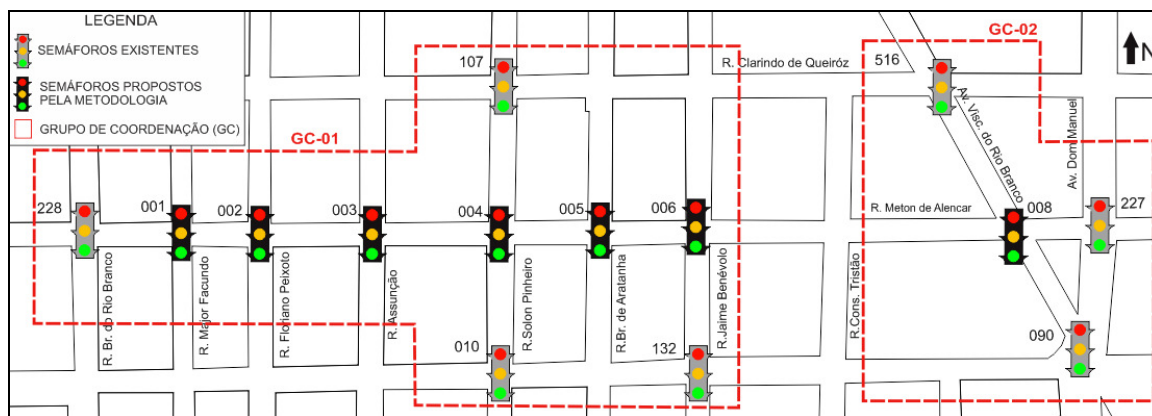 LEGENDA
SEMÁFOROS EXISTENTES
SEMÁFOROS PROPOSTOS
PELA METODOLOGIA
GRUPO DE COORDENAÇÃO (GC)
107
GC-01
R. Clarindo de Queiróz
516
GC-02
N
Av. Visc. do Rio Branco
Av. Dom Manuel
228
001
002
003
004
005
006
R. Meton de Alencar
008
227
R. Br. do Rio Branco
R. Major Facundo
R. Floriano Peixoto
R. Assunção
R.Solon Pinheiro
R.Br. de Aratanha
R.Jaime Benévolo
R.Cons. Tristão
010
132
090